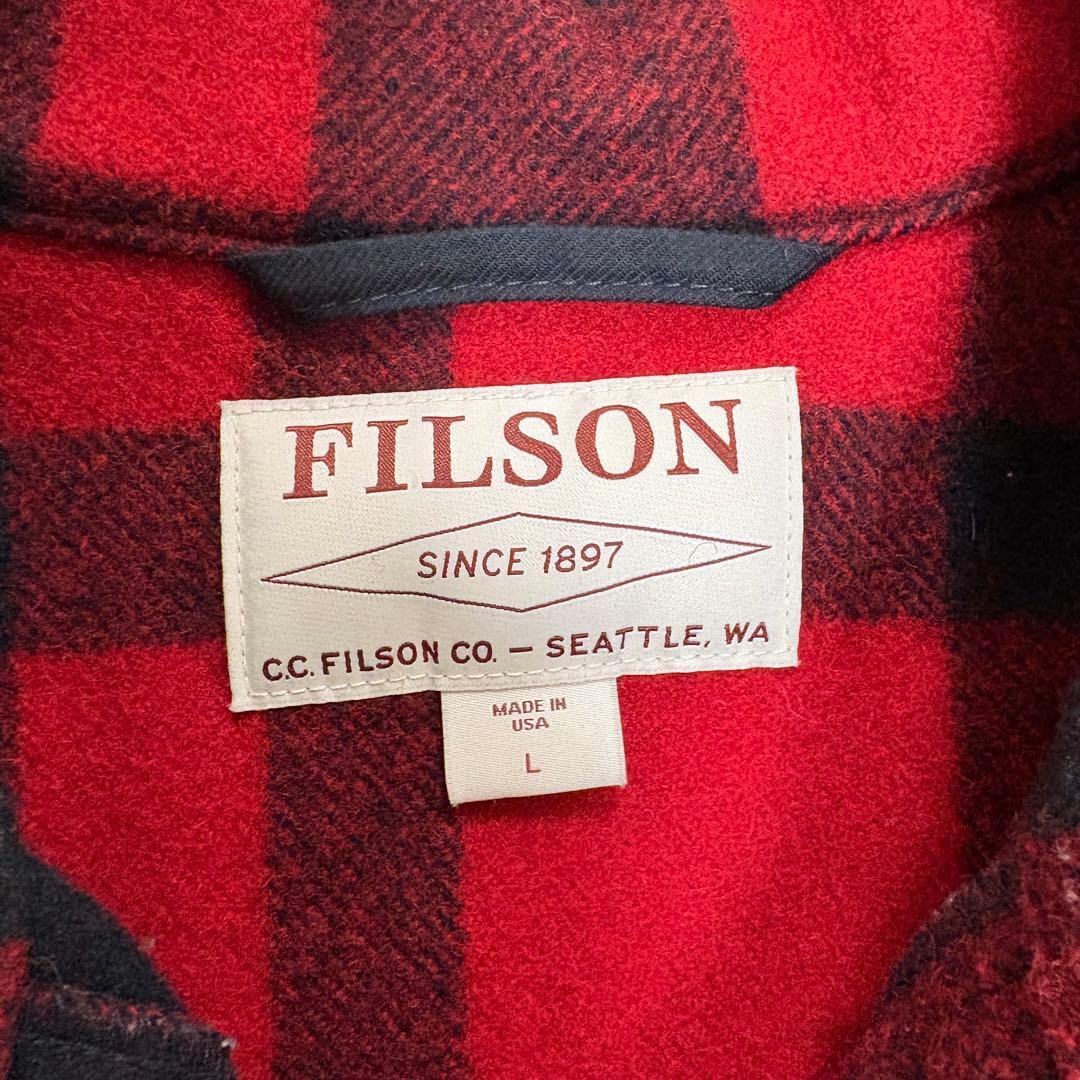 FILSON
SINCE 1897
C.C. FILSON CO. — SEATTLE, WA
MADE IN
USA
L